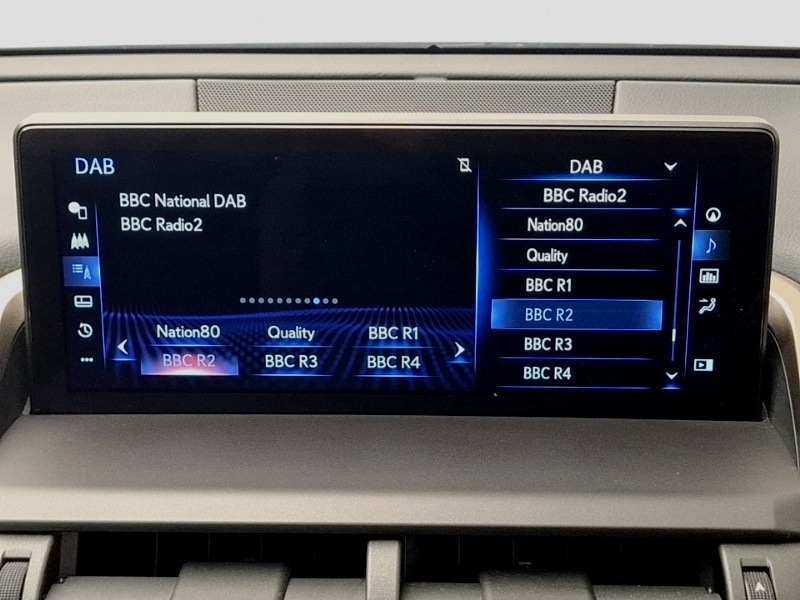 DAB
BBC National DAB
BBC Radio2
Nation80 Quality BBC R1
BBC R2 BBC R3 BBC R4
DAB
BBC Radio2
Nation80
Quality
BBC R1
BBC R2
BBC R3
BBC R4